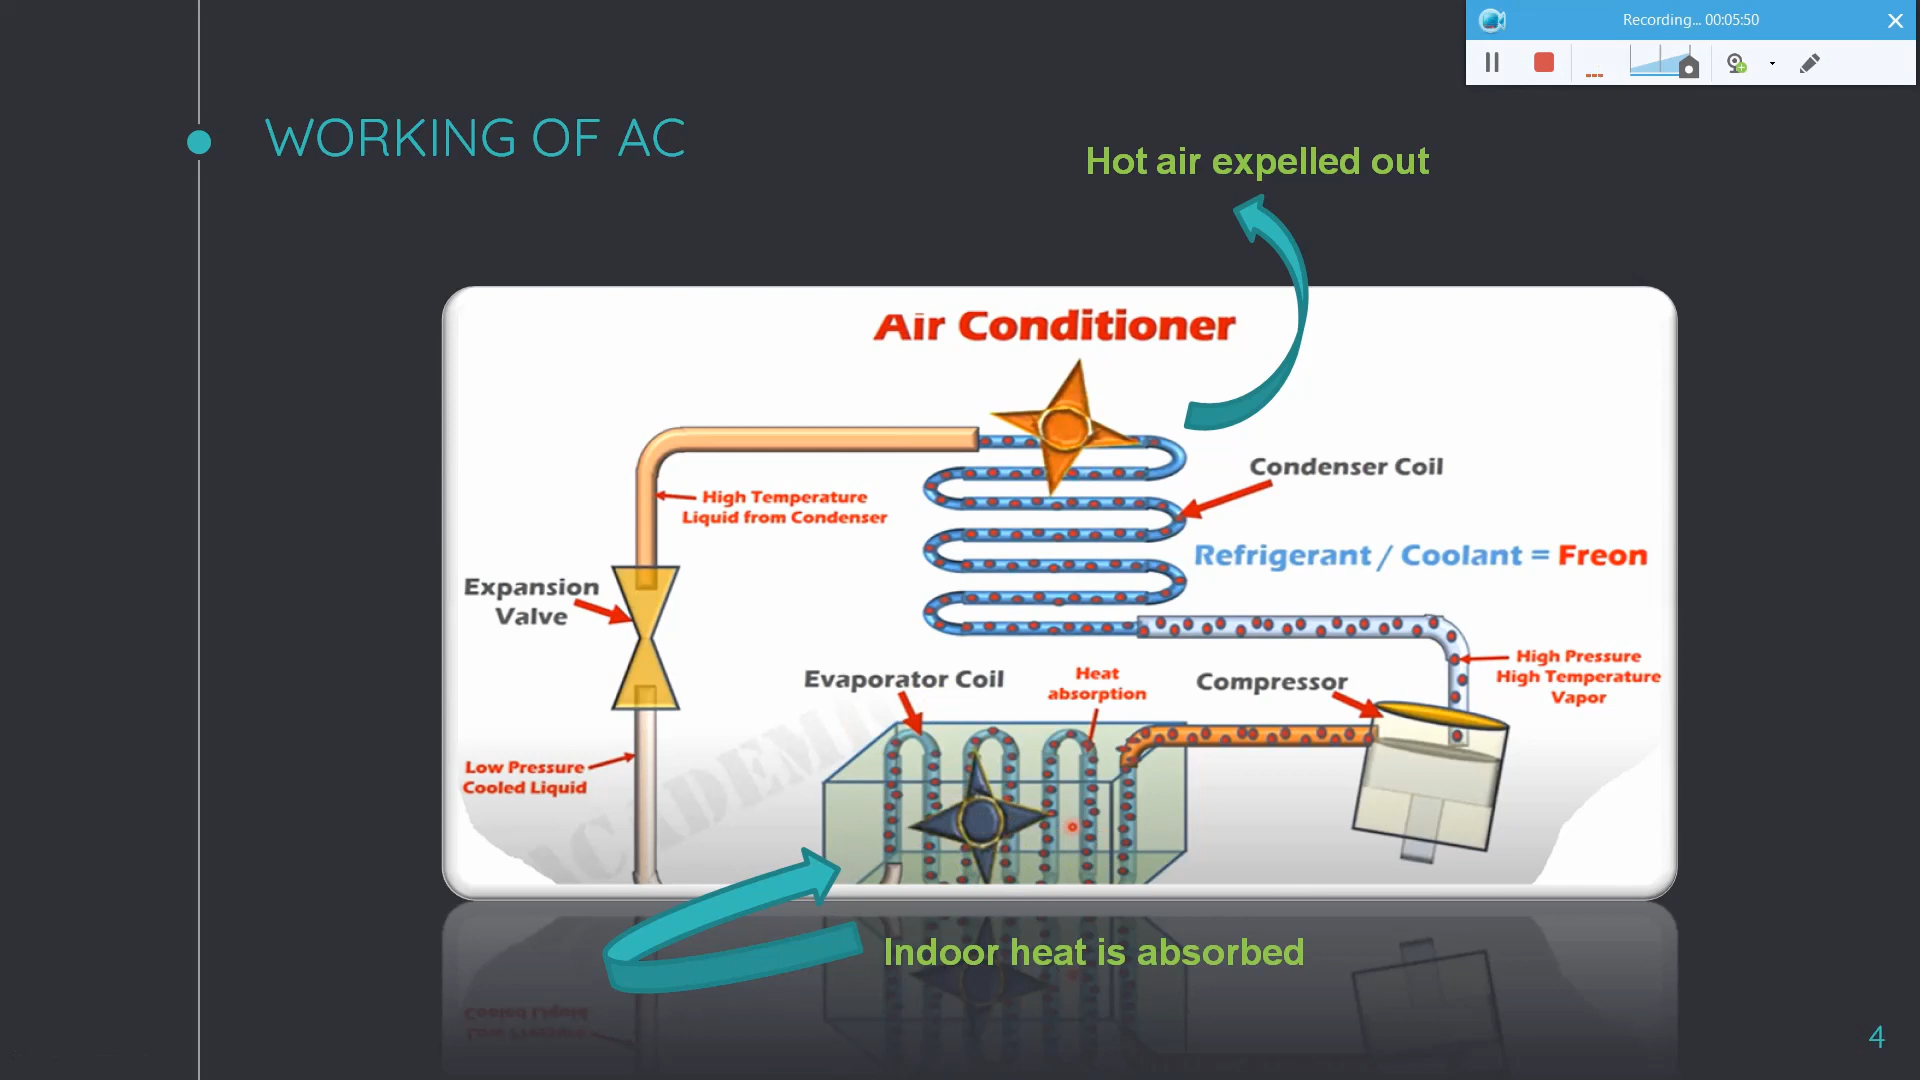 Recording... 00:05:50
WORKING OF AC
Hot air expelled out
Air Conditioner
Condenser Coil
High Temperature
Liquid from Condenser
Refrigerant / Coolant = Freon
Expansion
Valve
High Pressure
High Temperature
Vapor
Evaporator Coil
Heat
absorption
Compressor
Low Pressure
Cooled Liquid
Indoor heat is absorbed
4